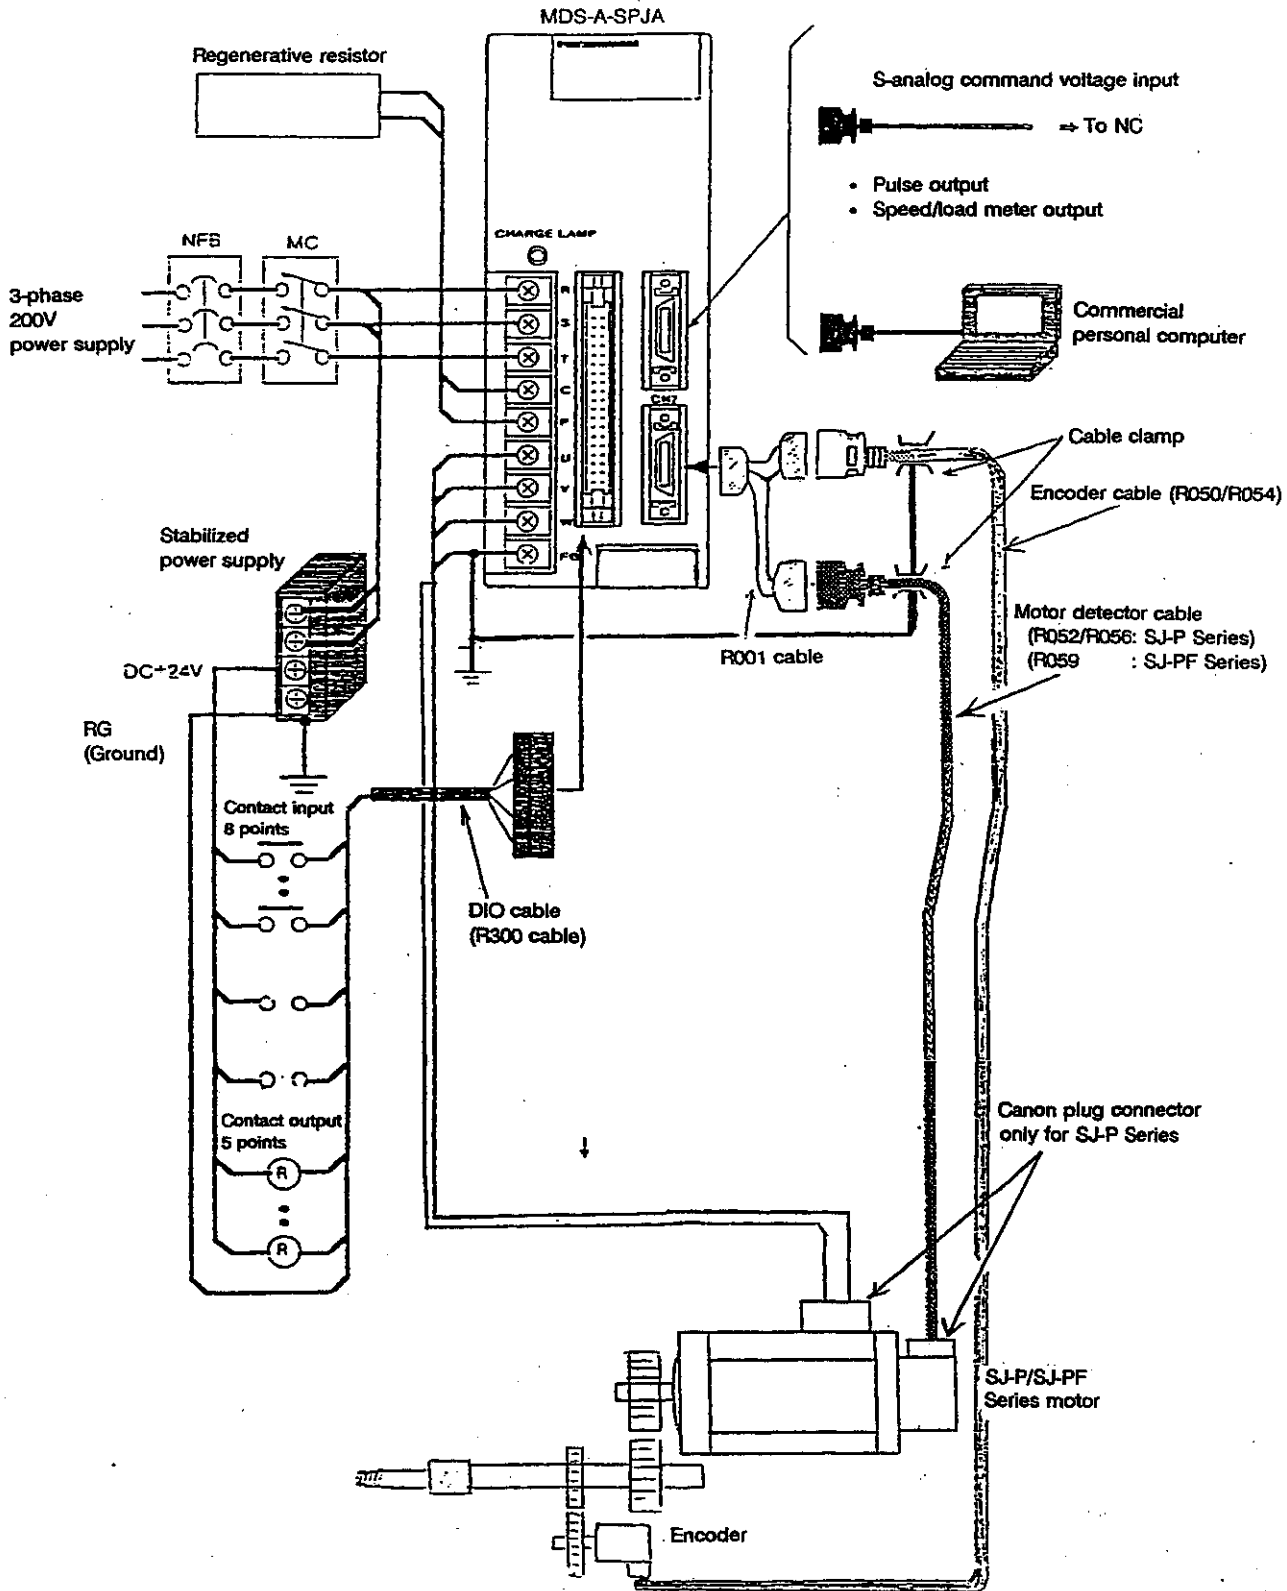 MDS-A-SPJA
Regenerative resistor
S-analog command voltage input
⇒ To NC
• Pulse output
• Speed/load meter output
CHARGE LAMP
NFB
MC
3-phase
200V
power supply
R
S
T
C
P
U
V
W
FG
CN7
Commercial
personal computer
Cable clamp
Encoder cable (R050/R054)
Stabilized
power supply
Motor detector cable
(R052/R056: SJ-P Series)
(R059 : SJ-PF Series)
R001 cable
DC+24V
RG
(Ground)
Contact input
8 points
DIO cable
(R300 cable)
Contact output
5 points
R
R
Canon plug connector
only for SJ-P Series
SJ-P/SJ-PF
Series motor
Encoder